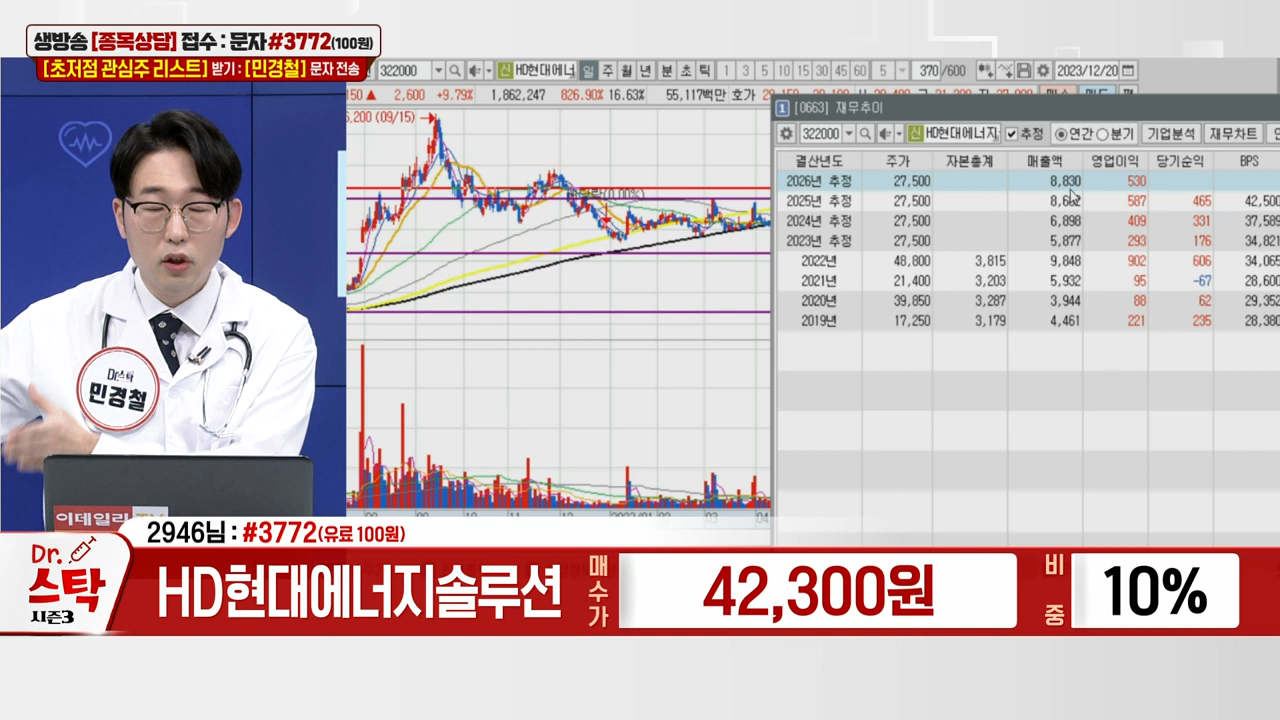 생방송 [종목상담] 접수 : 문자#3772(100원)
[초저점 관심주 리스트] 받기 : [민경철] 문자 전송
322000 신 HD현대에너 일 주 월 년 분 초 틱 1 3 5 10 15 30 45 60 5 370/600 2023/12/20
150 ▲ 2,600 +9.79% 1,862,247 826.90% 16.63% 55,117백만 호가
6,200 (09/15)
(0.00%)
1 [0663] 재무추이
322000 신 HD현대에너지 추정 연간 분기 기업분석 재무차트
결산년도 주가 자본총계 매출액 영업이익 당기순익 BPS
2026년 추정 27,500 8,830 530
2025년 추정 27,500 587 465 42,500
2024년 추정 27,500 6,898 409 331 37,585
2023년 추정 27,500 5,877 293 176 34,821
2022년 48,800 3,815 9,848 902 606 34,065
2021년 21,400 3,203 5,932 95 -67 28,600
2020년 39,850 3,287 3,944 88 62 29,352
2019년 17,250 3,179 4,461 221 235 28,380
Dr.스탁
민경철
이데일리 TV
2946님 : #3772(유료 100원)
Dr.
스탁
시즌3
HD현대에너지솔루션
매수가
42,300원
비중
10%